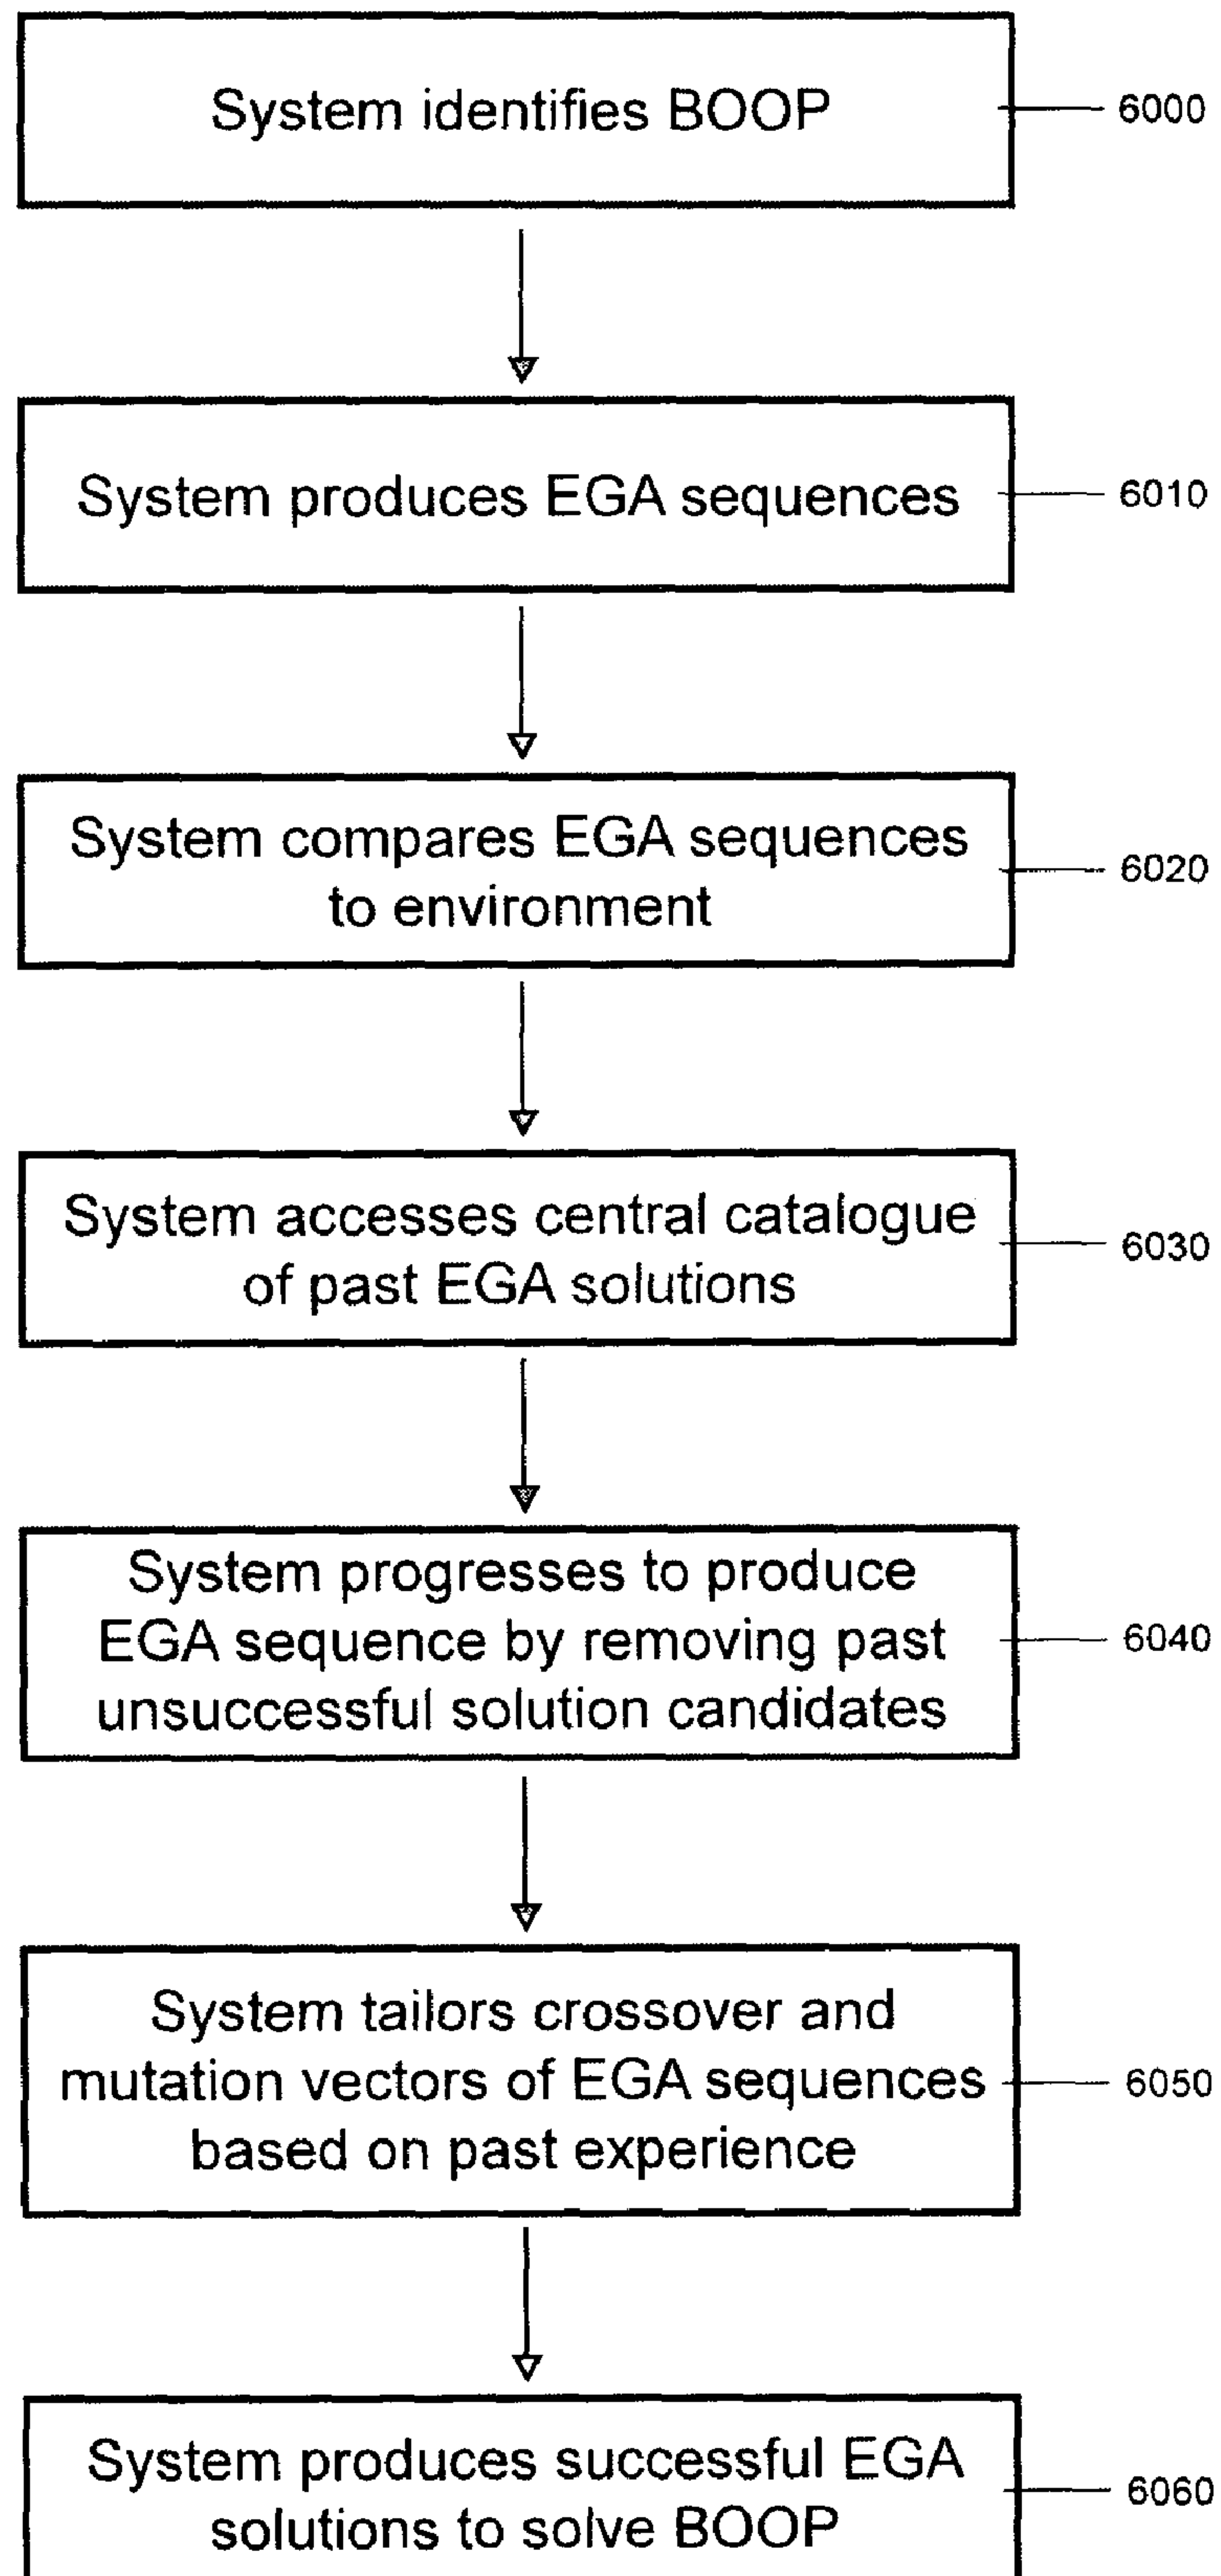 System identifies BOOP
6000
System produces EGA sequences
6010
System compares EGA sequences
to environment
6020
System accesses central catalogue
of past EGA solutions
6030
System progresses to produce
EGA sequence by removing past
unsuccessful solution candidates
6040
System tailors crossover and
mutation vectors of EGA sequences
based on past experience
6050
System produces successful EGA
solutions to solve BOOP
6060